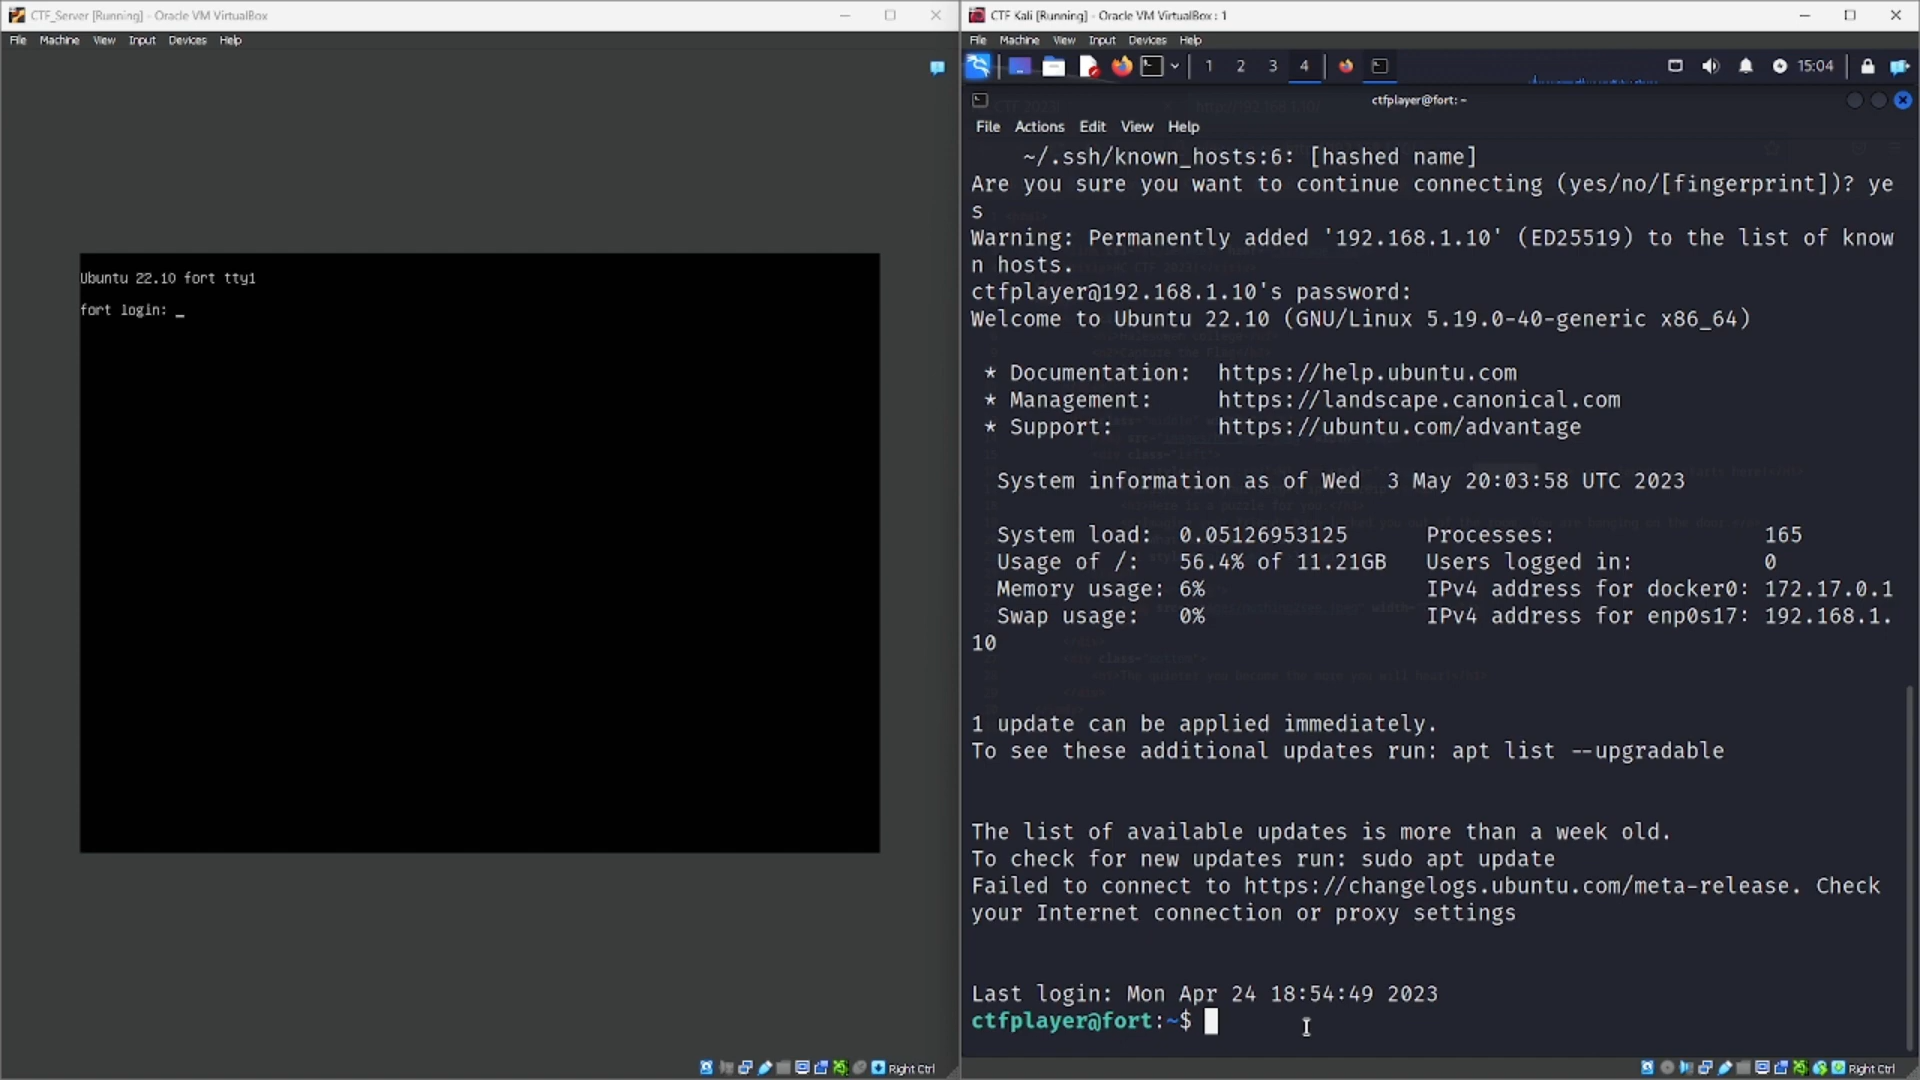 CTF_Server [Running] - Oracle VM VirtualBox
File Machine View Input Devices Help
Ubuntu 22.10 fort tty1
fort login: _
Right Ctrl
CTF Kali [Running] - Oracle VM VirtualBox : 1
File Machine View Input Devices Help
1 2 3 4 15:04
ctfplayer@fort: ~
File Actions Edit View Help
~/.ssh/known_hosts:6: [hashed name]
Are you sure you want to continue connecting (yes/no/[fingerprint])? ye
s
Warning: Permanently added '192.168.1.10' (ED25519) to the list of know
n hosts.
ctfplayer@192.168.1.10's password:
Welcome to Ubuntu 22.10 (GNU/Linux 5.19.0-40-generic x86_64)
* Documentation: https://help.ubuntu.com
* Management: https://landscape.canonical.com
* Support: https://ubuntu.com/advantage
System information as of Wed 3 May 20:03:58 UTC 2023
System load: 0.05126953125 Processes: 165
Usage of /: 56.4% of 11.21GB Users logged in: 0
Memory usage: 6% IPv4 address for docker0: 172.17.0.1
Swap usage: 0% IPv4 address for enp0s17: 192.168.1.
10
1 update can be applied immediately.
To see these additional updates run: apt list --upgradable
The list of available updates is more than a week old.
To check for new updates run: sudo apt update
Failed to connect to https://changelogs.ubuntu.com/meta-release. Check
your Internet connection or proxy settings
Last login: Mon Apr 24 18:54:49 2023
ctfplayer@fort:~$
Right Ctrl